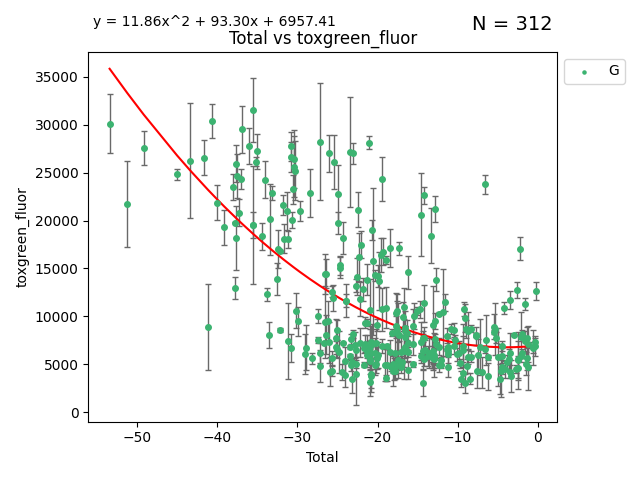 y = 11.86x^2 + 93.30x + 6957.41
N = 312
Total vs toxgreen_fluor
G
toxgreen_fluor
35000
30000
25000
20000
15000
10000
5000
0
−50
−40
−30
−20
−10
0
Total